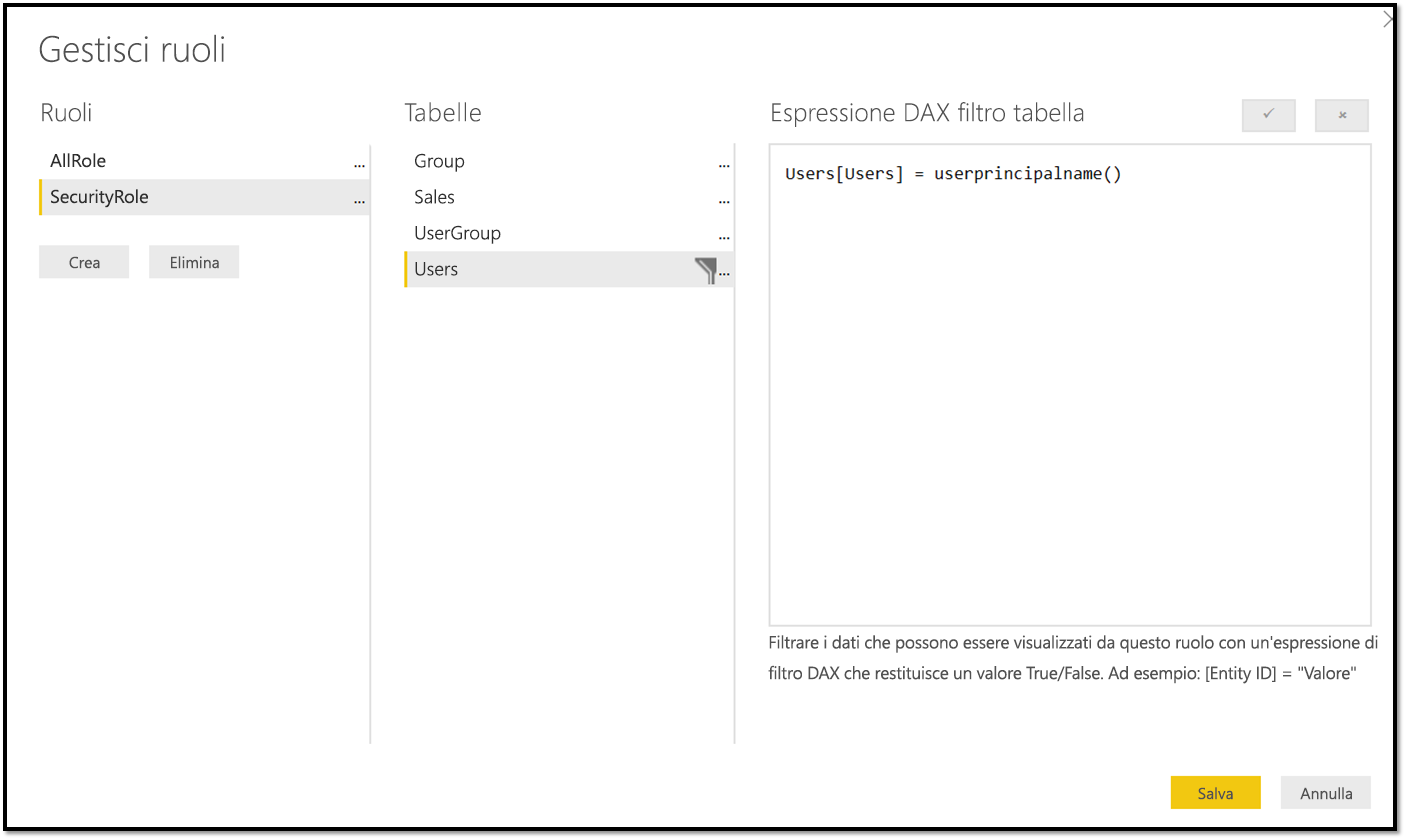 Gestisci ruoli
Ruoli
AllRole
...
SecurityRole
...
Crea
Elimina
Tabelle
Group
...
Sales
...
UserGroup
...
Users
...
Espressione DAX filtro tabella
Users[Users] = userprincipalname()
Filtrare i dati che possono essere visualizzati da questo ruolo con un'espressione di
filtro DAX che restituisce un valore True/False. Ad esempio: [Entity ID] = "Valore"
Salva
Annulla